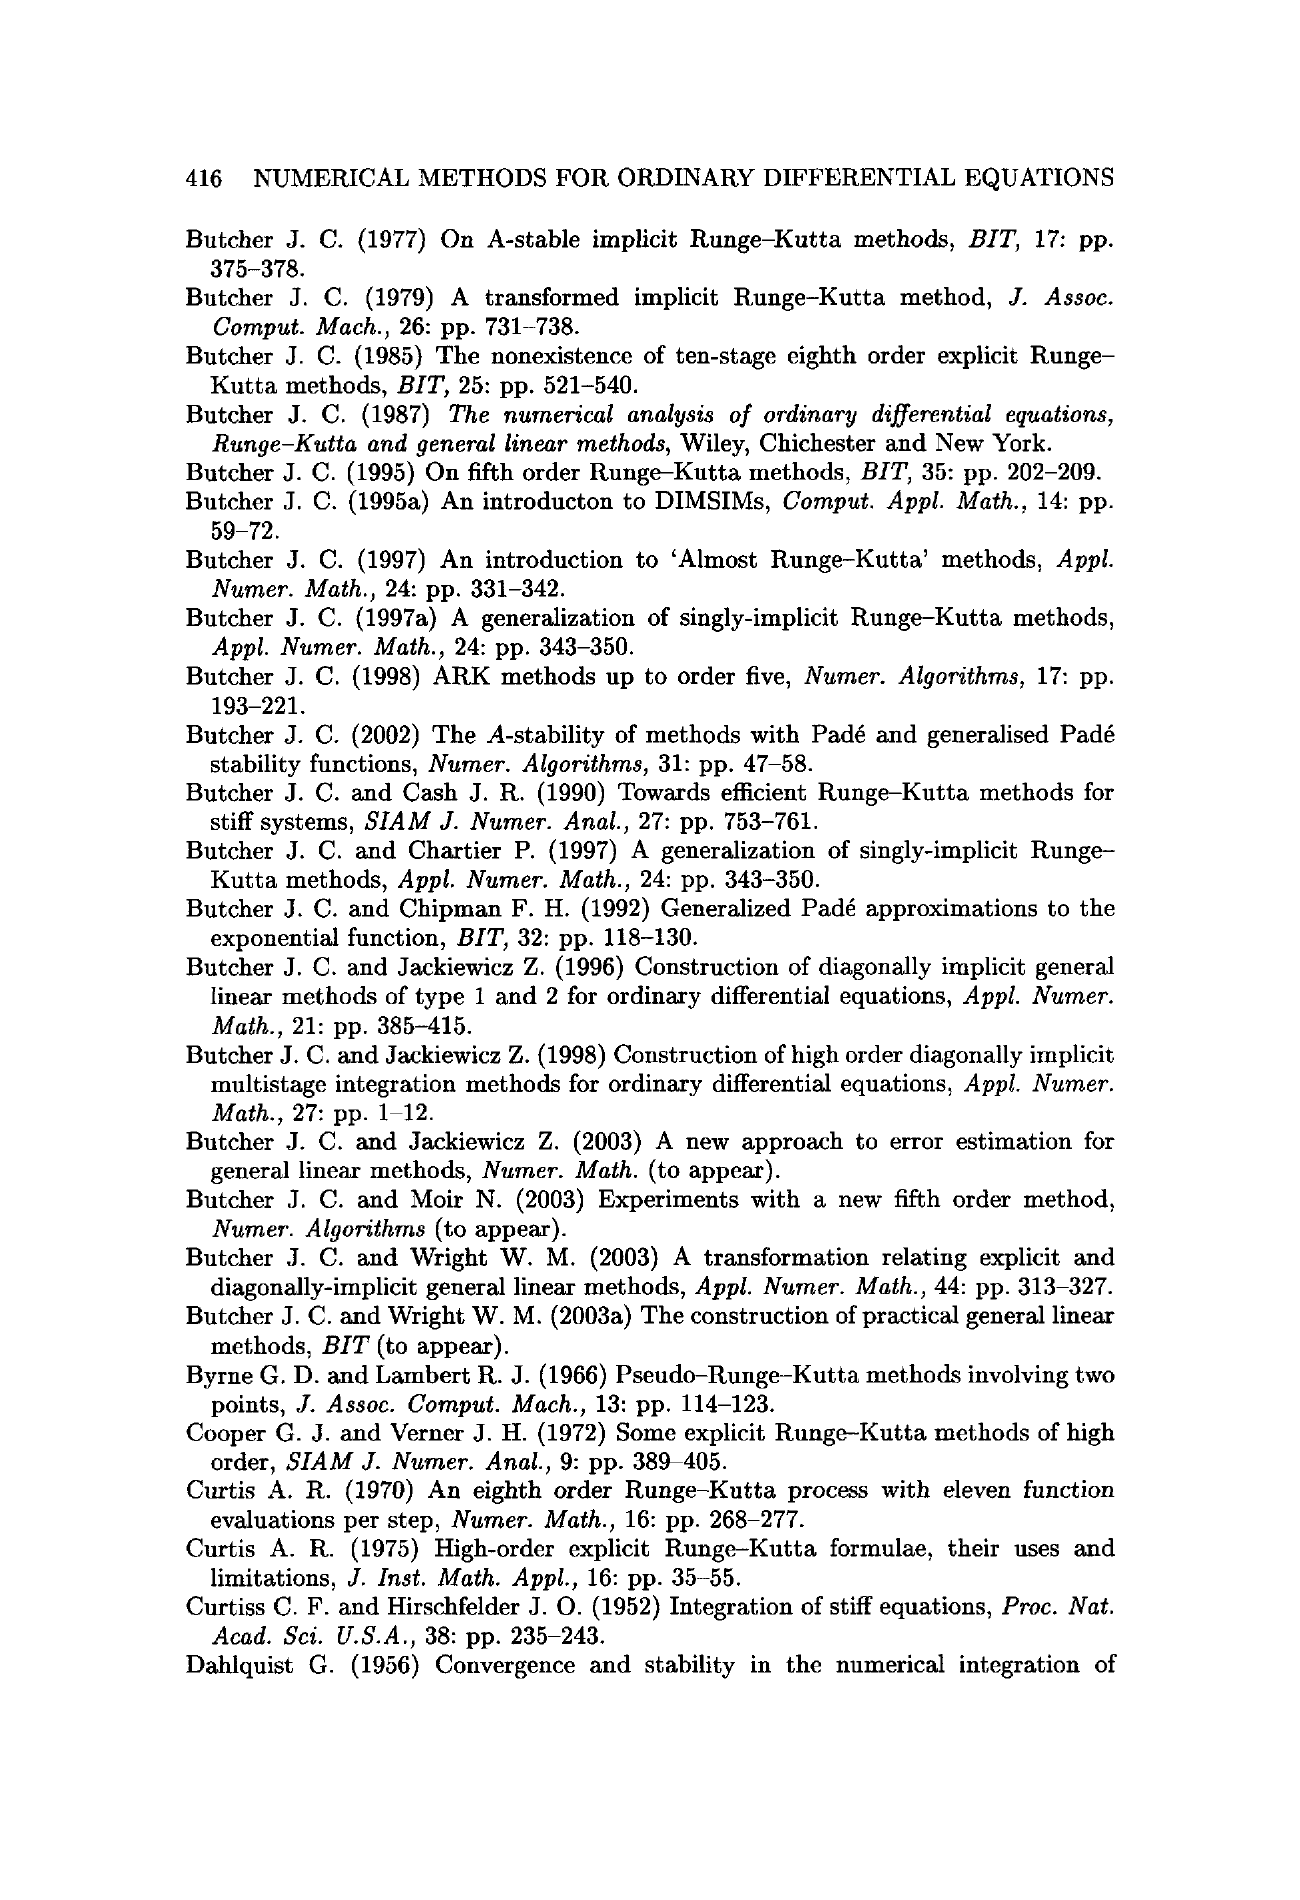 416 NUMERICAL METHODS FOR ORDINARY DIFFERENTIAL EQUATIONS
Butcher J. C. (1977) On A-stable implicit Runge–Kutta methods, BIT, 17: pp.
375–378.
Butcher J. C. (1979) A transformed implicit Runge–Kutta method, J. Assoc.
Comput. Mach., 26: pp. 731–738.
Butcher J. C. (1985) The nonexistence of ten-stage eighth order explicit Runge–
Kutta methods, BIT, 25: pp. 521–540.
Butcher J. C. (1987) The numerical analysis of ordinary differential equations,
Runge–Kutta and general linear methods, Wiley, Chichester and New York.
Butcher J. C. (1995) On fifth order Runge–Kutta methods, BIT, 35: pp. 202–209.
Butcher J. C. (1995a) An introducton to DIMSIMs, Comput. Appl. Math., 14: pp.
59–72.
Butcher J. C. (1997) An introduction to ‘Almost Runge–Kutta’ methods, Appl.
Numer. Math., 24: pp. 331–342.
Butcher J. C. (1997a) A generalization of singly-implicit Runge–Kutta methods,
Appl. Numer. Math., 24: pp. 343–350.
Butcher J. C. (1998) ARK methods up to order five, Numer. Algorithms, 17: pp.
193–221.
Butcher J. C. (2002) The A-stability of methods with Padé and generalised Padé
stability functions, Numer. Algorithms, 31: pp. 47–58.
Butcher J. C. and Cash J. R. (1990) Towards efficient Runge–Kutta methods for
stiff systems, SIAM J. Numer. Anal., 27: pp. 753–761.
Butcher J. C. and Chartier P. (1997) A generalization of singly-implicit Runge–
Kutta methods, Appl. Numer. Math., 24: pp. 343–350.
Butcher J. C. and Chipman F. H. (1992) Generalized Padé approximations to the
exponential function, BIT, 32: pp. 118–130.
Butcher J. C. and Jackiewicz Z. (1996) Construction of diagonally implicit general
linear methods of type 1 and 2 for ordinary differential equations, Appl. Numer.
Math., 21: pp. 385–415.
Butcher J. C. and Jackiewicz Z. (1998) Construction of high order diagonally implicit
multistage integration methods for ordinary differential equations, Appl. Numer.
Math., 27: pp. 1–12.
Butcher J. C. and Jackiewicz Z. (2003) A new approach to error estimation for
general linear methods, Numer. Math. (to appear).
Butcher J. C. and Moir N. (2003) Experiments with a new fifth order method,
Numer. Algorithms (to appear).
Butcher J. C. and Wright W. M. (2003) A transformation relating explicit and
diagonally-implicit general linear methods, Appl. Numer. Math., 44: pp. 313–327.
Butcher J. C. and Wright W. M. (2003a) The construction of practical general linear
methods, BIT (to appear).
Byrne G. D. and Lambert R. J. (1966) Pseudo–Runge–Kutta methods involving two
points, J. Assoc. Comput. Mach., 13: pp. 114–123.
Cooper G. J. and Verner J. H. (1972) Some explicit Runge–Kutta methods of high
order, SIAM J. Numer. Anal., 9: pp. 389–405.
Curtis A. R. (1970) An eighth order Runge–Kutta process with eleven function
evaluations per step, Numer. Math., 16: pp. 268–277.
Curtis A. R. (1975) High-order explicit Runge–Kutta formulae, their uses and
limitations, J. Inst. Math. Appl., 16: pp. 35–55.
Curtiss C. F. and Hirschfelder J. O. (1952) Integration of stiff equations, Proc. Nat.
Acad. Sci. U.S.A., 38: pp. 235–243.
Dahlquist G. (1956) Convergence and stability in the numerical integration of